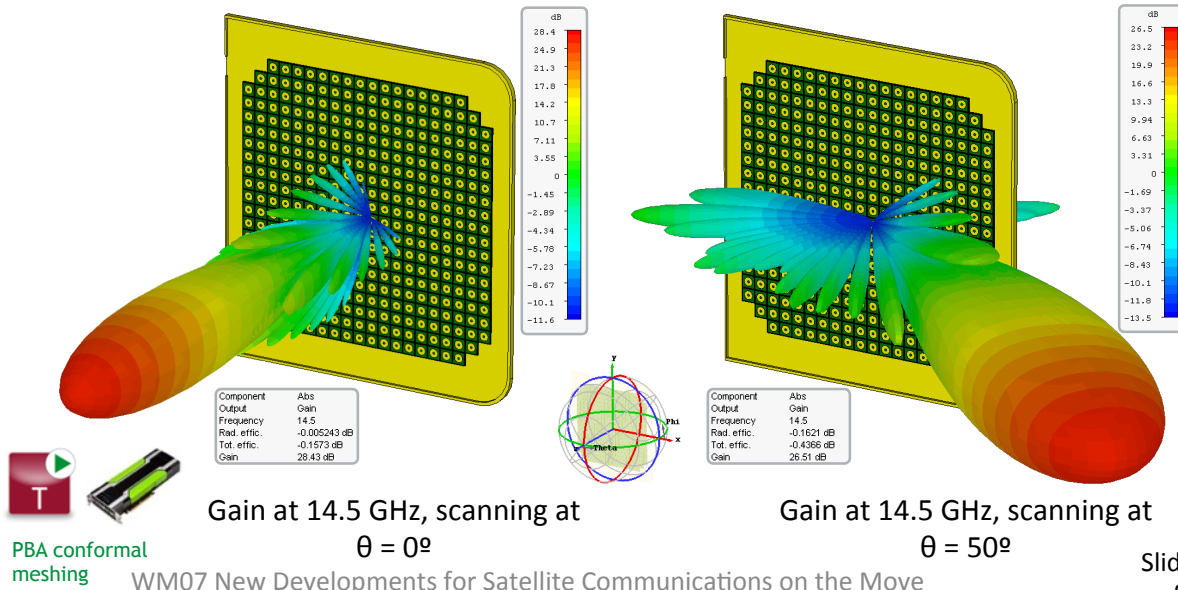 dB
28.4
24.9
21.3
17.8
14.2
10.7
7.11
3.55
0
-1.45
-2.89
-4.34
-5.78
-7.23
-8.67
-10.1
-11.6
dB
26.5
23.2
19.9
16.6
13.3
9.94
6.63
3.31
0
-1.69
-3.37
-5.06
-6.74
-8.43
-10.1
-11.8
-13.5
Component Abs
Output Gain
Frequency 14.5
Rad. effic. -0.005243 dB
Tot. effic. -0.1573 dB
Gain 28.43 dB
y
Phi
x
Theta
Component Abs
Output Gain
Frequency 14.5
Rad. effic. -0.1621 dB
Tot. effic. -0.4366 dB
Gain 26.51 dB
T
PBA conformal
meshing
Gain at 14.5 GHz, scanning at
θ = 0º
Gain at 14.5 GHz, scanning at
θ = 50º
WM07 New Developments for Satellite Communications on the Move
Slid